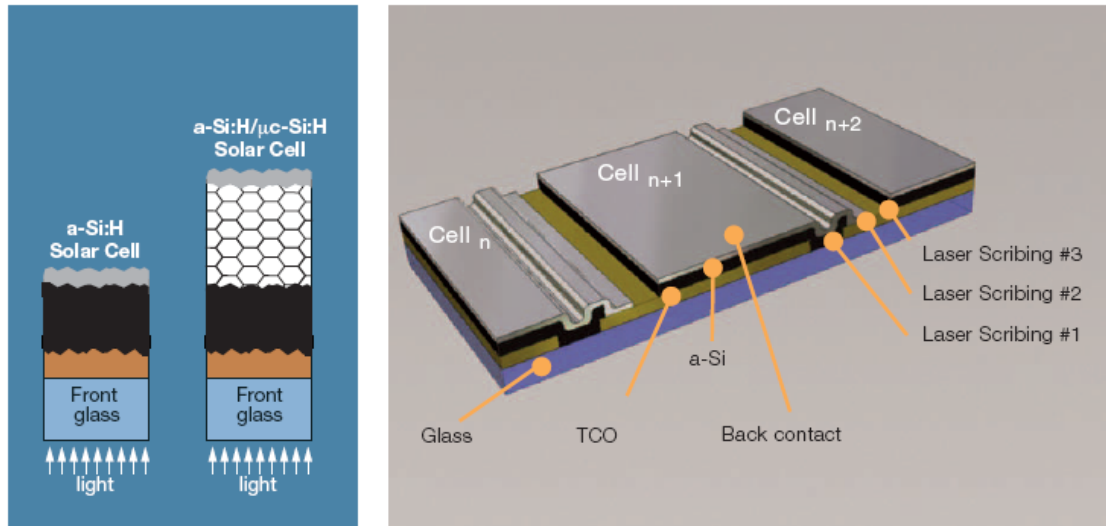 a-Si:H/µc-Si:H
Solar Cell
a-Si:H
Solar Cell
Front
glass
Front
glass
light
light
Cell n
Cell n+1
Cell n+2
Laser Scribing #3
Laser Scribing #2
Laser Scribing #1
a-Si
Glass
TCO
Back contact